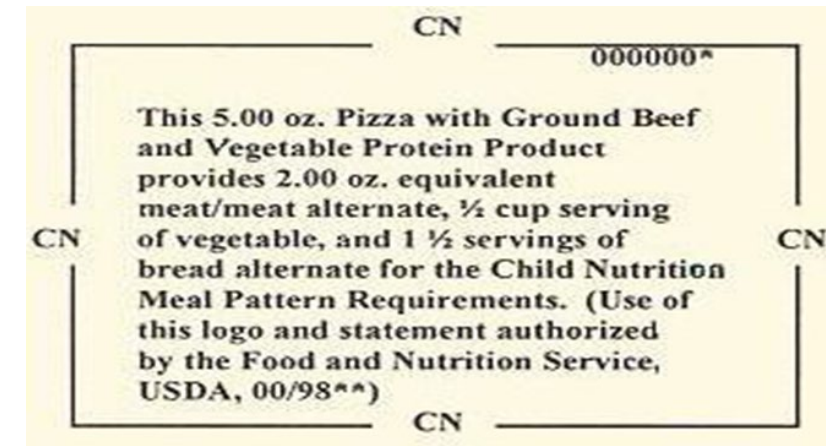 CN
000000*
This 5.00 oz. Pizza with Ground Beef
and Vegetable Protein Product
provides 2.00 oz. equivalent
meat/meat alternate, ½ cup serving
CN of vegetable, and 1 ½ servings of CN
bread alternate for the Child Nutrition
Meal Pattern Requirements. (Use of
this logo and statement authorized
by the Food and Nutrition Service,
USDA, 00/98**)
CN